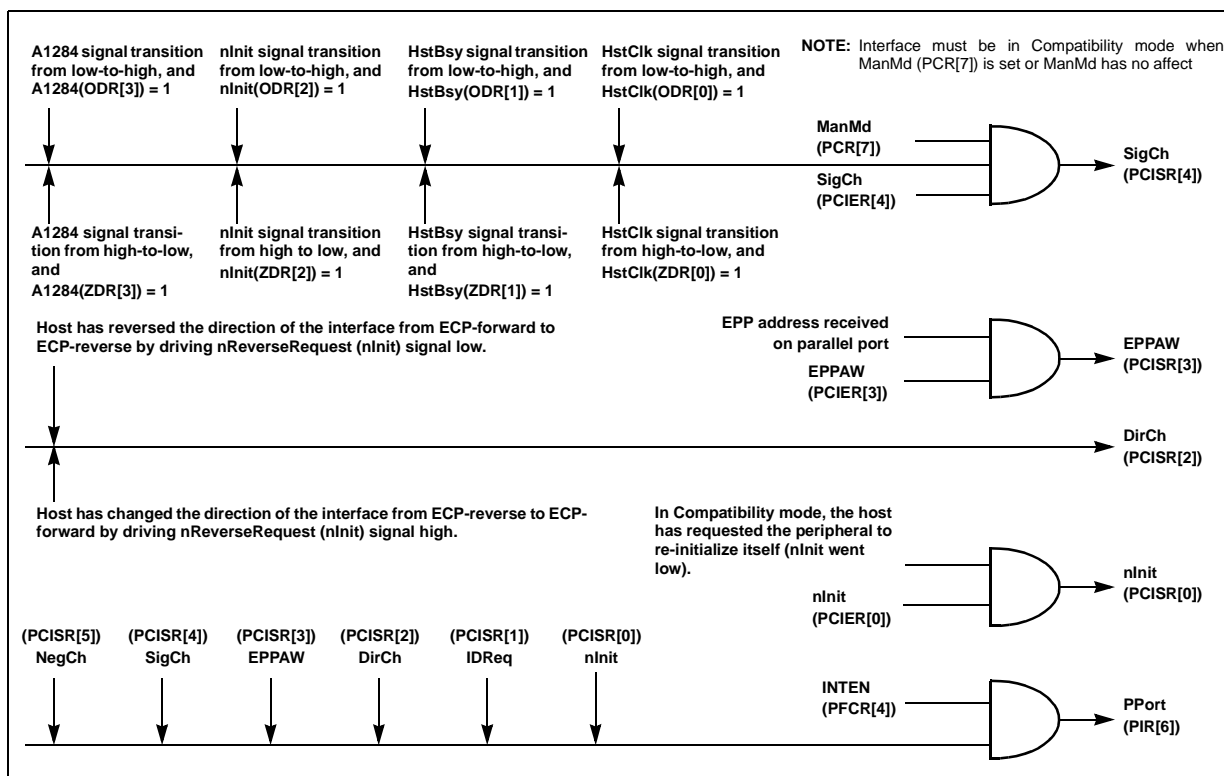 A1284 signal transition
from low-to-high, and
A1284(ODR[3]) = 1
nInit signal transition
from low-to-high, and
nInit(ODR[2]) = 1
HstBsy signal transition
from low-to-high, and
HstBsy(ODR[1]) = 1
HstClk signal transition
from low-to-high, and
HstClk(ODR[0]) = 1
NOTE: Interface must be in Compatibility mode when
ManMd (PCR[7]) is set or ManMd has no affect
ManMd
(PCR[7])
SigCh
(PCIER[4])
SigCh
(PCISR[4])
A1284 signal transi-
tion from high-to-low,
and
A1284(ZDR[3]) = 1
nInit signal transition
from high to low, and
nInit(ZDR[2]) = 1
HstBsy signal transi-
tion from high-to-low,
and
HstBsy(ZDR[1]) = 1
HstClk signal transition
from high-to-low, and
HstClk(ZDR[0]) = 1
Host has reversed the direction of the interface from ECP-forward to
ECP-reverse by driving nReverseRequest (nInit) signal low.
EPP address received
on parallel port
EPPAW
(PCIER[3])
EPPAW
(PCISR[3])
DirCh
(PCISR[2])
Host has changed the direction of the interface from ECP-reverse to ECP-
forward by driving nReverseRequest (nInit) signal high.
In Compatibility mode, the host
has requested the peripheral to
re-initialize itself (nInit went
low).
nInit
(PCIER[0])
nInit
(PCISR[0])
(PCISR[5])
NegCh
(PCISR[4])
SigCh
(PCISR[3])
EPPAW
(PCISR[2])
DirCh
(PCISR[1])
IDReq
(PCISR[0])
nInit
INTEN
(PFCR[4])
PPort
(PIR[6])